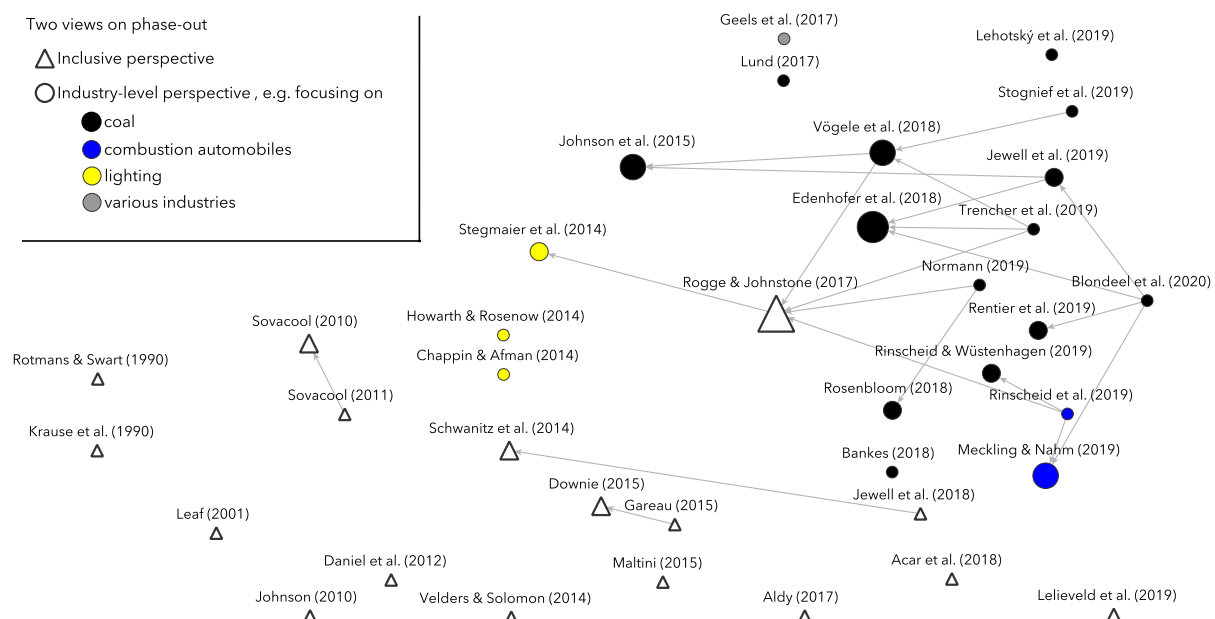 Two views on phase-out
Inclusive perspective
Industry-level perspective , e.g. focusing on
coal
combustion automobiles
lighting
various industries
Geels et al. (2017)
Lehotský et al. (2019)
Lund (2017)
Stognief et al. (2019)
Vögele et al. (2018)
Johnson et al. (2015)
Jewell et al. (2019)
Edenhofer et al. (2018)
Trencher et al. (2019)
Stegmaier et al. (2014)
Normann (2019)
Rogge & Johnstone (2017)
Blondeel et al. (2020)
Rentier et al. (2019)
Howarth & Rosenow (2014)
Sovacool (2010)
Rinscheid & Wüstenhagen (2019)
Chappin & Afman (2014)
Rotmans & Swart (1990)
Rosenbloom (2018)
Sovacool (2011)
Rinscheid et al. (2019)
Schwanitz et al. (2014)
Krause et al. (1990)
Meckling & Nahm (2019)
Bankes (2018)
Downie (2015)
Jewell et al. (2018)
Gareau (2015)
Leaf (2001)
Daniel et al. (2012)
Maltini (2015)
Acar et al. (2018)
Johnson (2010)
Velders & Solomon (2014)
Aldy (2017)
Lelieveld et al. (2019)